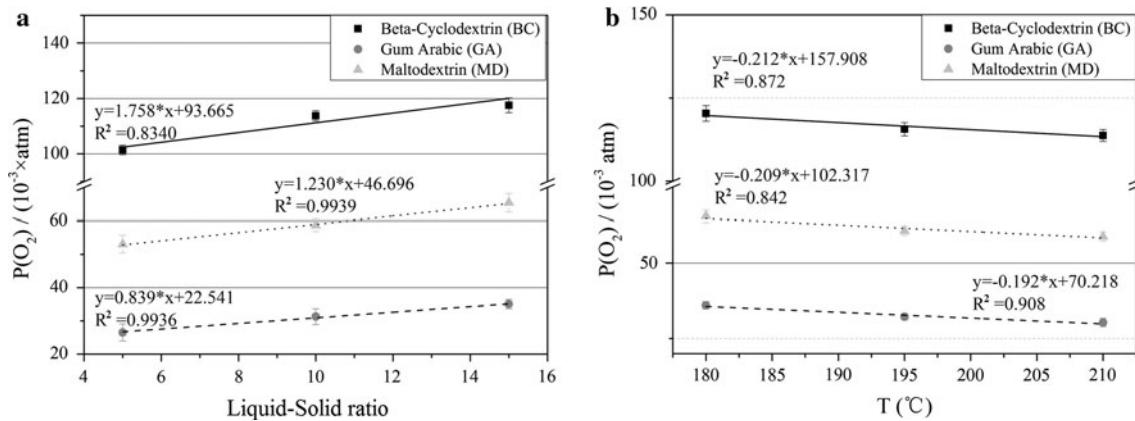 a
Beta-Cyclodextrin (BC)
Gum Arabic (GA)
Maltodextrin (MD)
y=1.758*x+93.665
R² =0.8340
y=1.230*x+46.696
R² =0.9939
y=0.839*x+22.541
R² =0.9936
140
120
100
60
40
20
4 6 8 10 12 14 16
P(O₂) / (10⁻³×atm)
Liquid-Solid ratio
b
Beta-Cyclodextrin (BC)
Gum Arabic (GA)
Maltodextrin (MD)
y=-0.212*x+157.908
R² =0.872
y=-0.209*x+102.317
R² =0.842
y=-0.192*x+70.218
R² =0.908
150
100
50
180 185 190 195 200 205 210
P(O₂) / (10⁻³ atm)
T (℃)